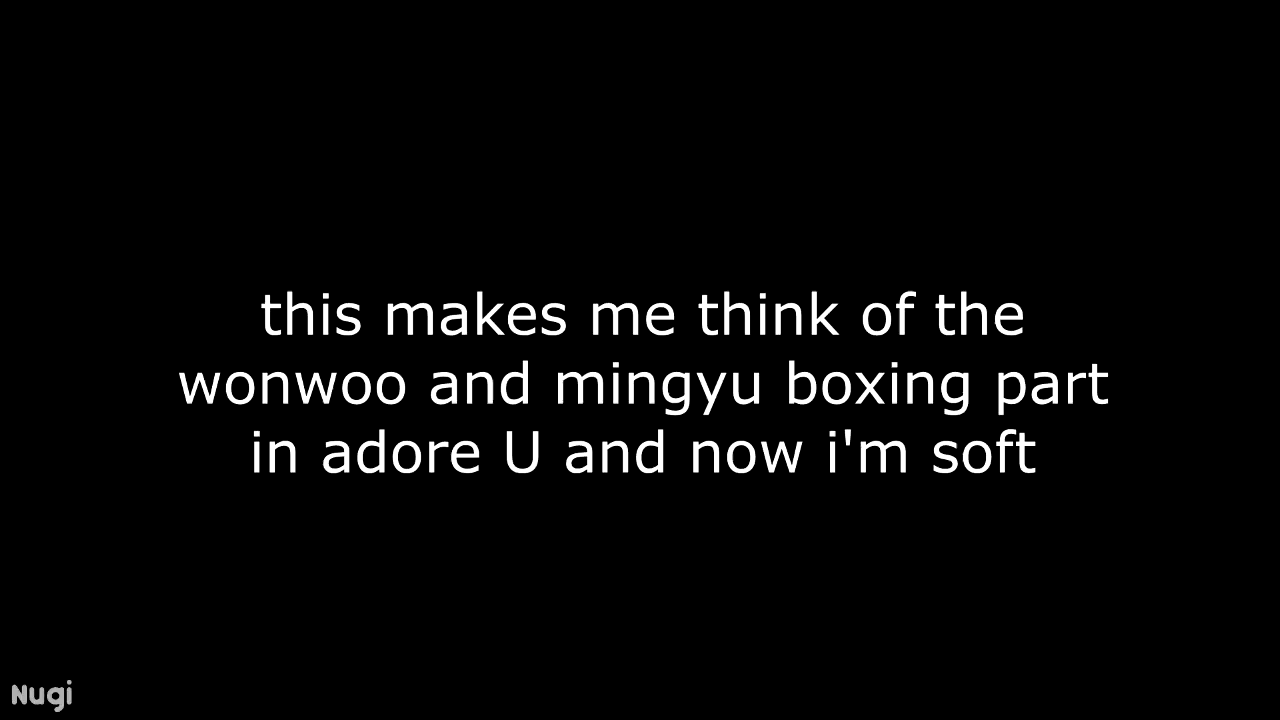 this makes me think of the
wonwoo and mingyu boxing part
in adore U and now i'm soft
Nugi